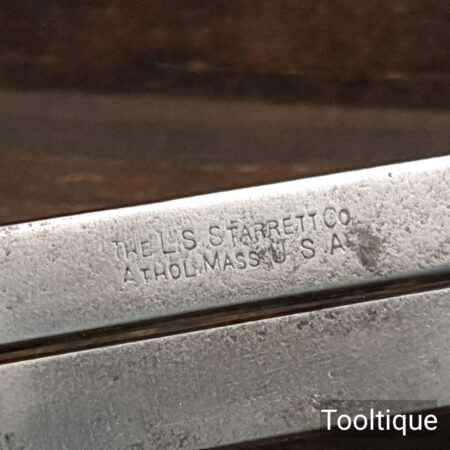 THE L.S. STARRETT CO.
ATHOL, MASS. U.S.A.
Tooltique